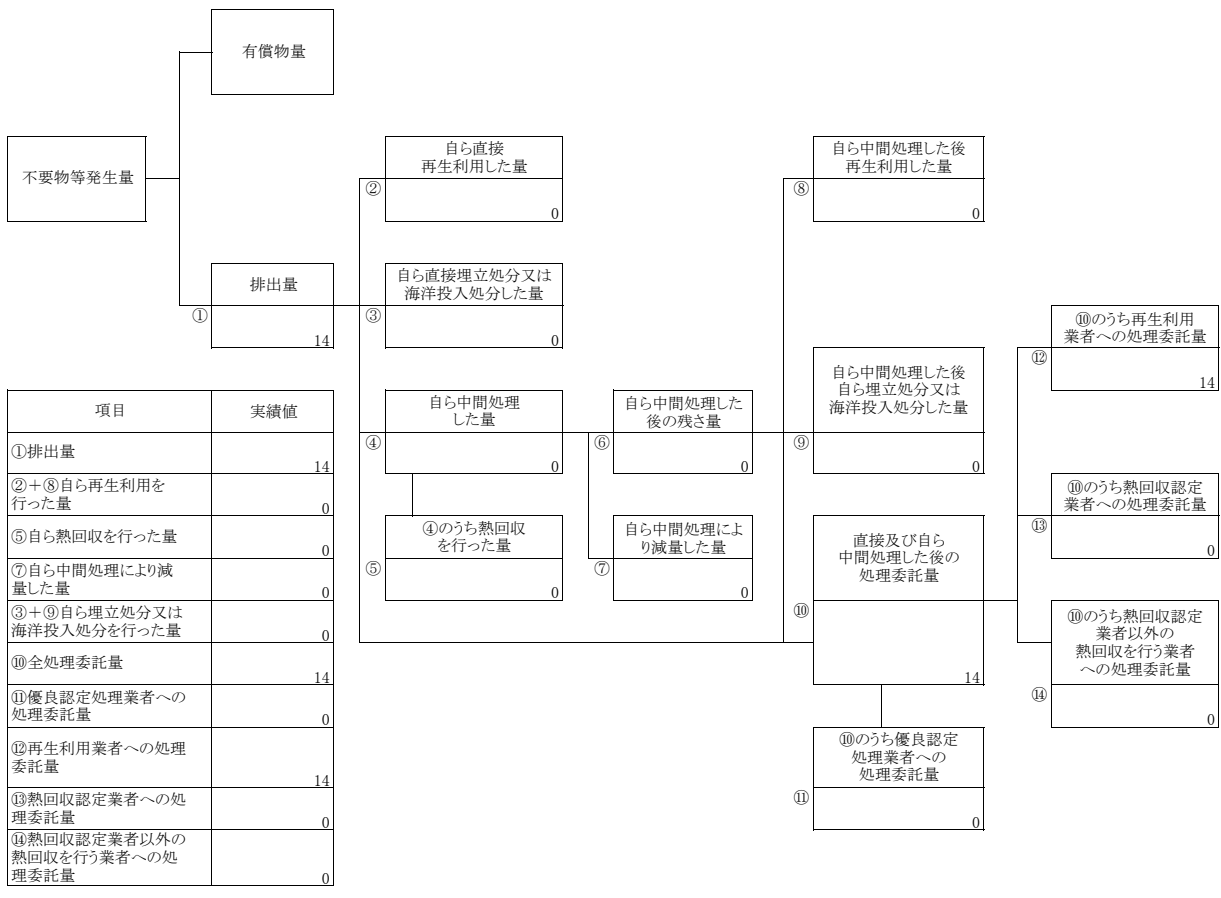 有償物量
不要物等発生量
排出量
①
14
自ら直接
再生利用した量
②
0
自ら直接埋立処分又は
海洋投入処分した量
③
0
自ら中間処理
した量
④
0
④のうち熱回収
を行った量
⑤
0
自ら中間処理した
後の残さ量
⑥
0
自ら中間処理によ
り減量した量
⑦
0
自ら中間処理した後
再生利用した量
⑧
0
自ら中間処理した後
自ら埋立処分又は
海洋投入処分した量
⑨
0
直接及び自ら
中間処理した後の
処理委託量
⑩
14
⑩のうち優良認定
処理業者への
処理委託量
⑪
0
⑩のうち再生利用
業者への処理委託量
⑫
14
⑩のうち熱回収認定
業者への処理委託量
⑬
0
⑩のうち熱回収認定
業者以外の
熱回収を行う業者
への処理委託量
⑭
0
項目 実績値
①排出量
14
②＋⑧自ら再生利用を
行った量
0
⑤自ら熱回収を行った量
0
⑦自ら中間処理により減
量した量
0
③＋⑨自ら埋立処分又は
海洋投入処分を行った量
0
⑩全処理委託量
14
⑪優良認定処理業者への
処理委託量
0
⑫再生利用業者への処理
委託量
14
⑬熱回収認定業者への処
理委託量
0
⑭熱回収認定業者以外の
熱回収を行う業者への処
理委託量
0